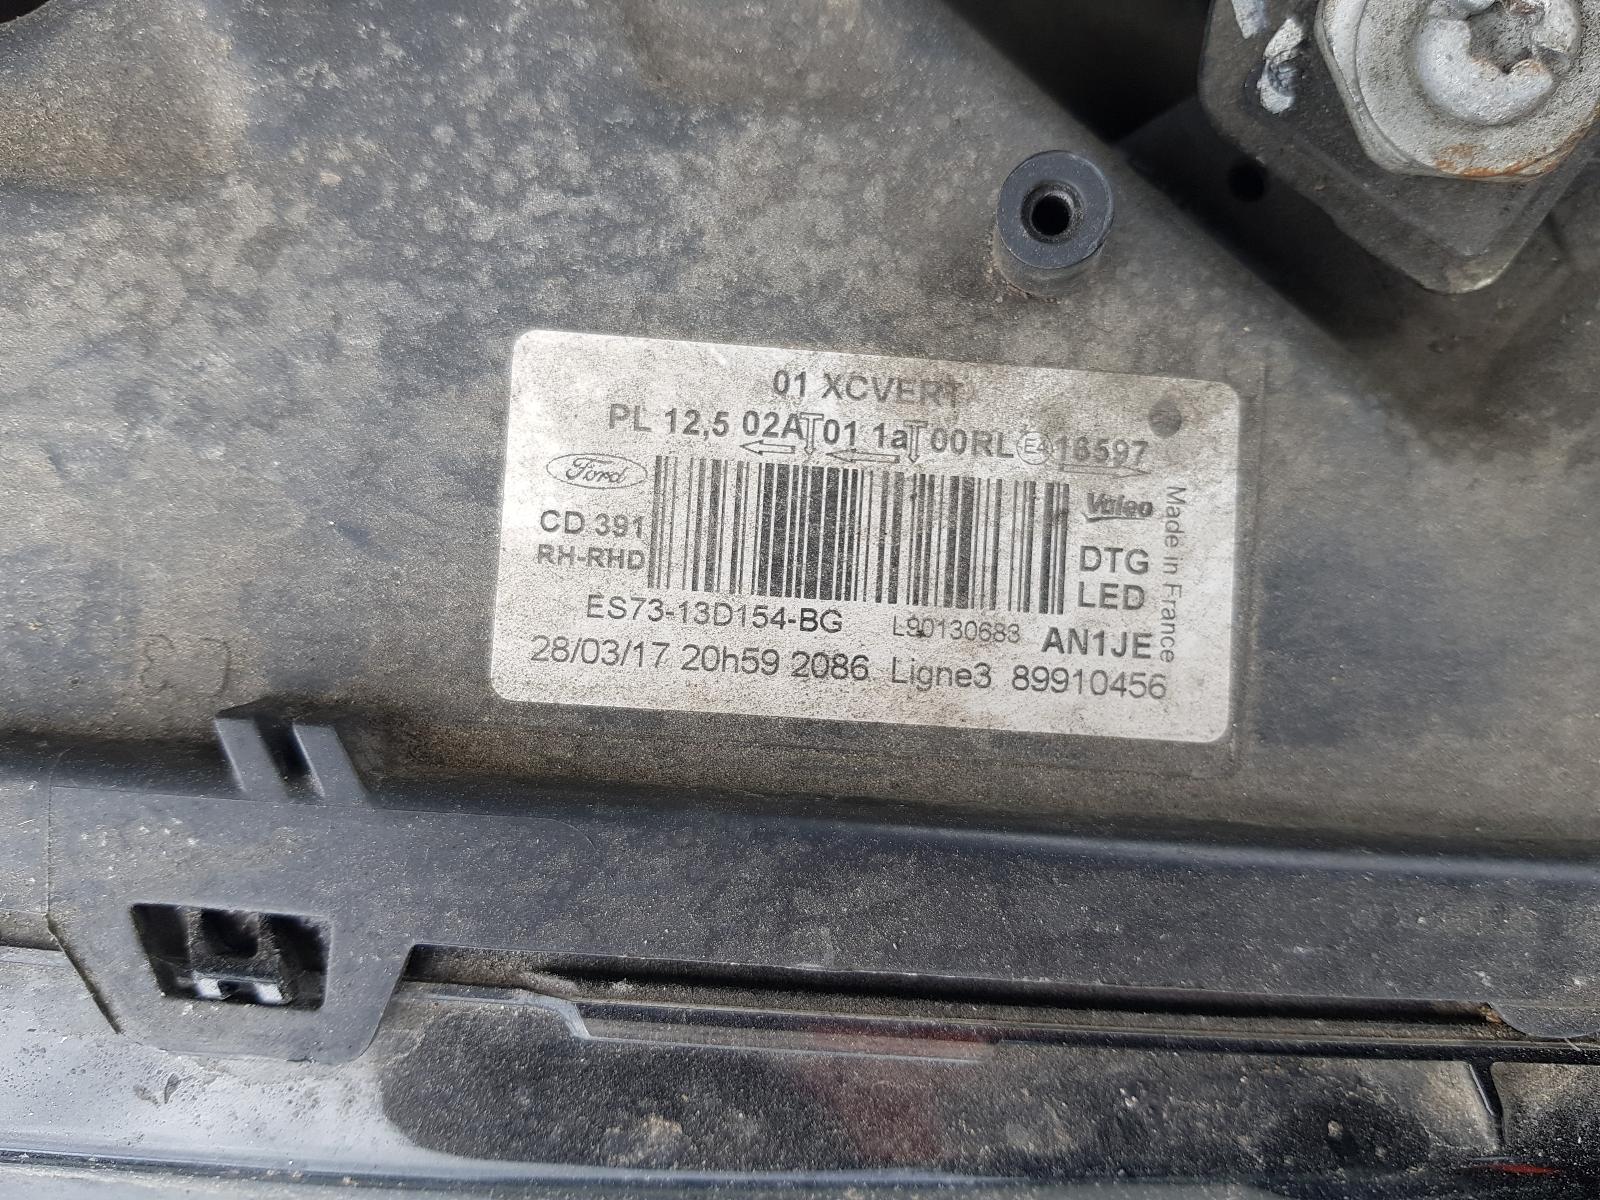 01 XCVERT
PL 12,5 02A 01 1a 00RL E4 18597
Ford
Valeo
CD 391
RH-RHD
DTG
LED
Made in France
ES73-13D154-BG L90130683 AN1JE
28/03/17 20h59 2086 Ligne3 89910456